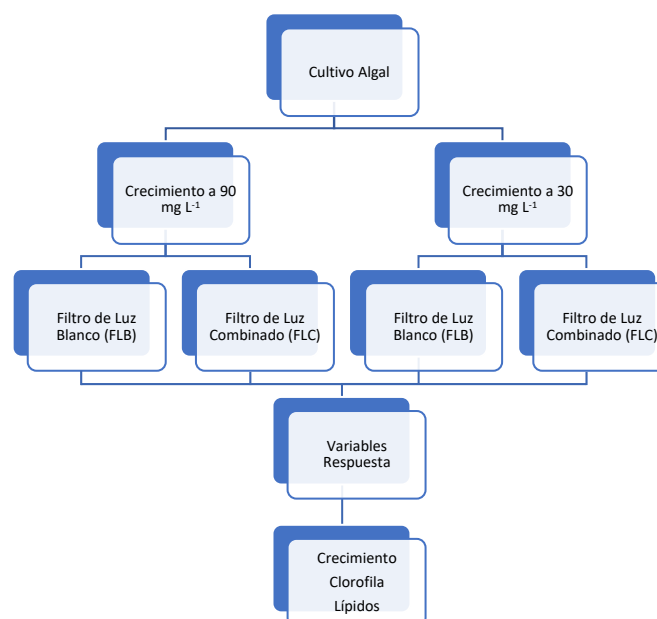 Cultivo Algal
Crecimiento a 90
mg L⁻¹
Crecimiento a 30
mg L⁻¹
Filtro de Luz
Blanco (FLB)
Filtro de Luz
Combinado (FLC)
Filtro de Luz
Blanco (FLB)
Filtro de Luz
Combinado (FLC)
Variables
Respuesta
Crecimiento
Clorofila
Lípidos